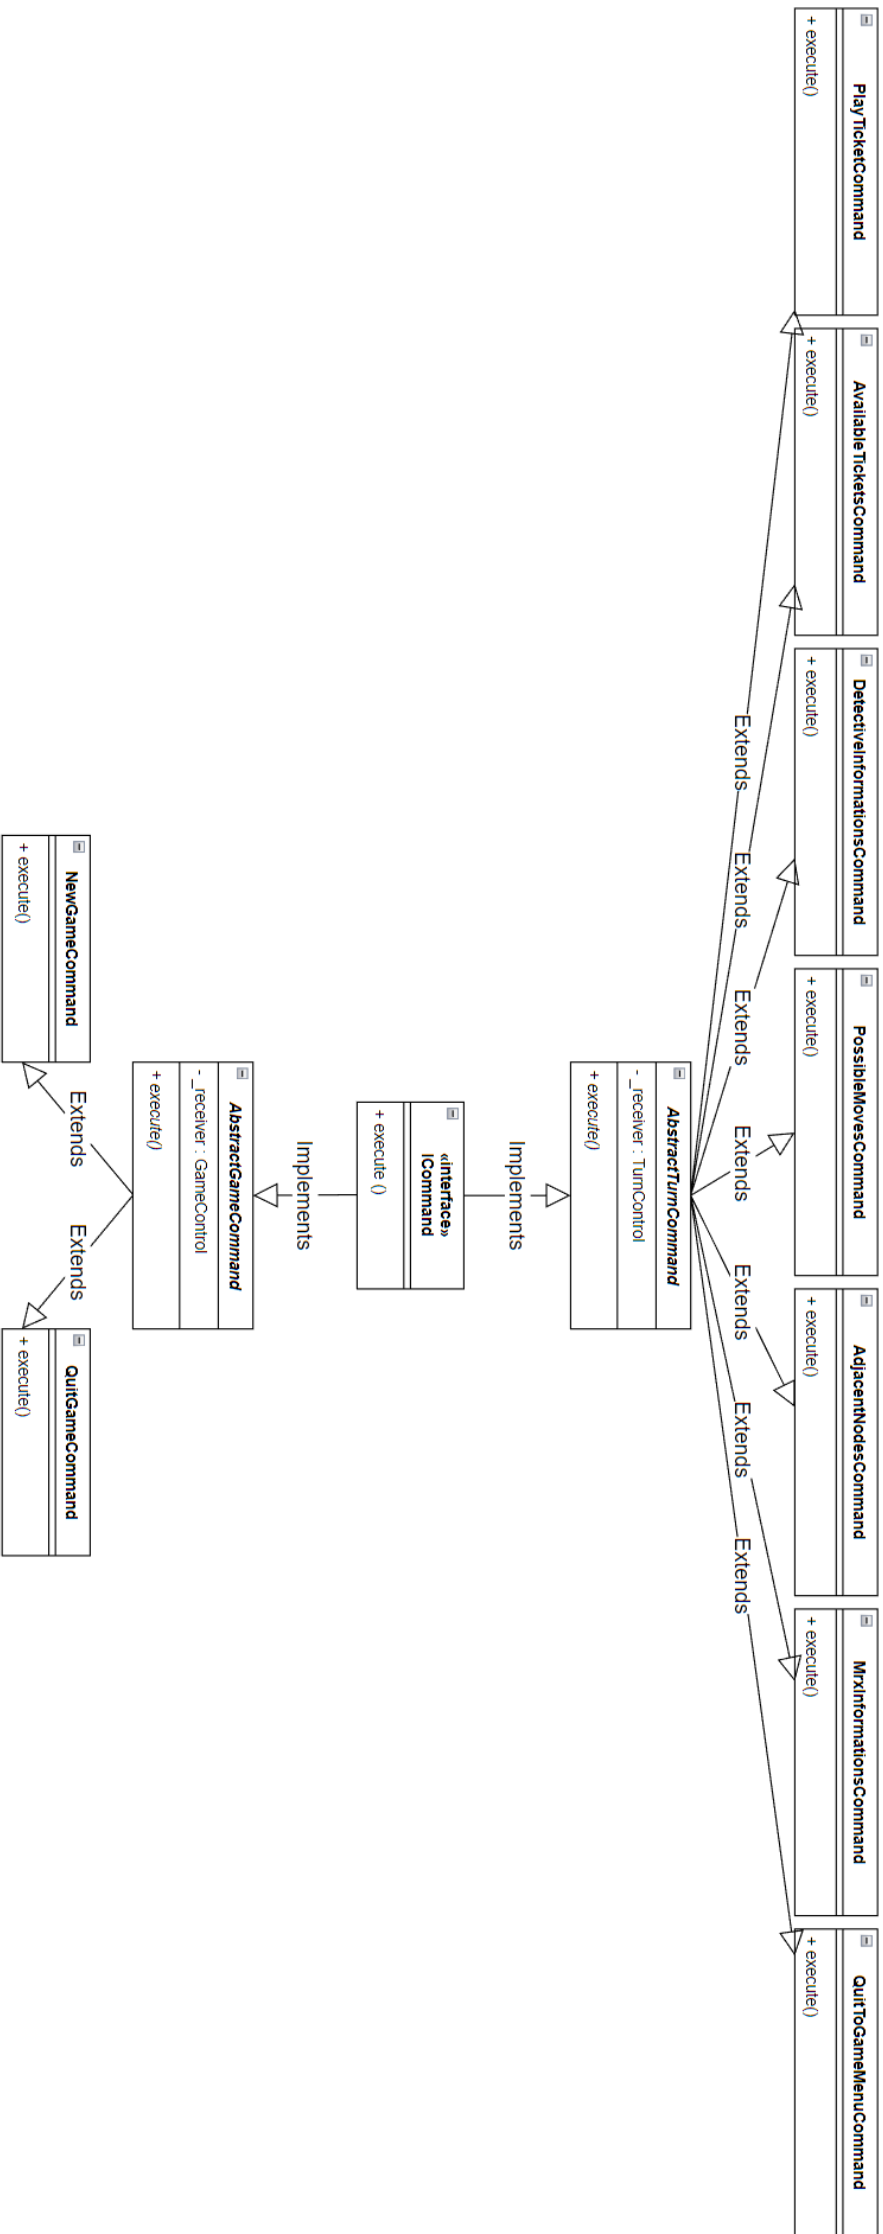 PlayTicketCommand
+ execute()
AvailableTicketsCommand
+ execute()
DetectiveInformationsCommand
+ execute()
PossibleMovesCommand
+ execute()
AdjacentNodesCommand
+ execute()
MrxInformationsCommand
+ execute()
QuitToGameMenuCommand
+ execute()
Extends
Extends
Extends
Extends
Extends
Extends
Extends
AbstractTurnCommand
- _receiver : TurnControl
+ execute()
Implements
«interface»
ICommand
+ execute ()
Implements
AbstractGameCommand
- _receiver : GameControl
+ execute()
Extends
Extends
NewGameCommand
+ execute()
QuitGameCommand
+ execute()